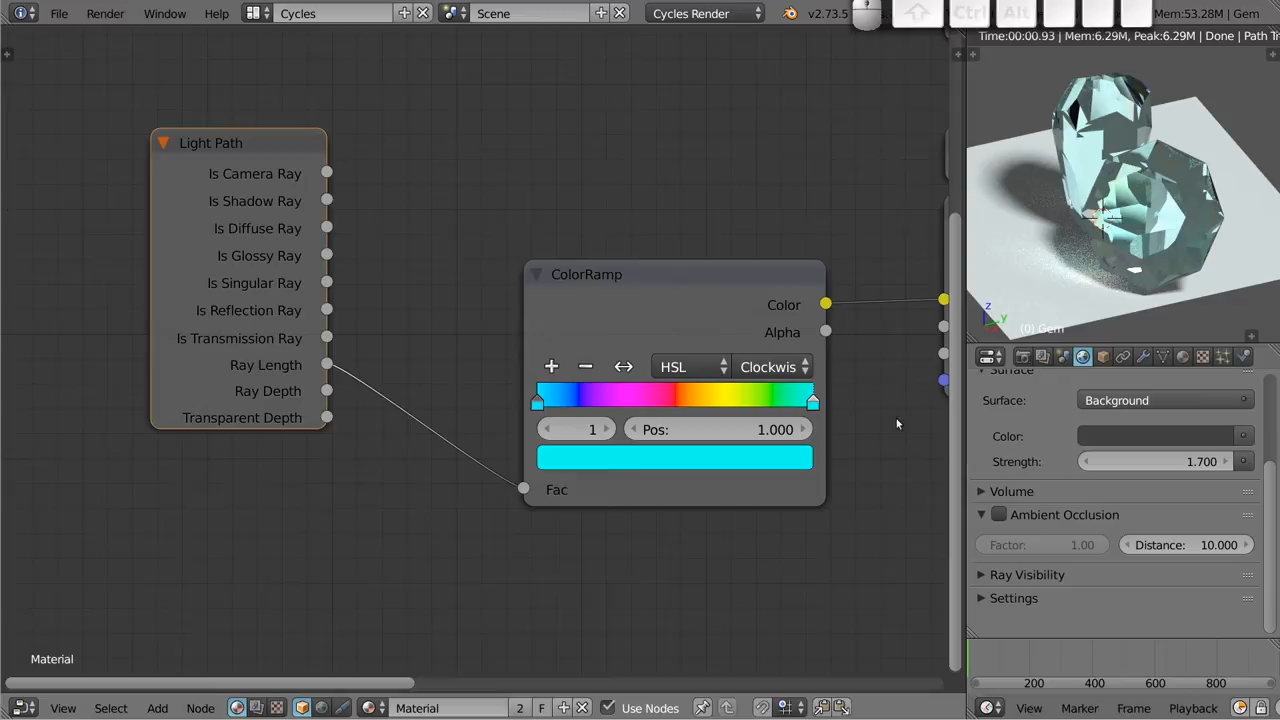 File Render Window Help Cycles Scene Cycles Render v2.73.5 Ctrl Alt Mem:53.28M | Gem
Time:00:00.93 | Mem:6.29M, Peak:6.29M | Done | Path Tr
Light Path
Is Camera Ray
Is Shadow Ray
Is Diffuse Ray
Is Glossy Ray
Is Singular Ray
Is Reflection Ray
Is Transmission Ray
Ray Length
Ray Depth
Transparent Depth
ColorRamp
Color
Alpha
HSL Clockwis
1 Pos: 1.000
Fac
z
y
(0) Gem
Surface
Surface: Background
Color:
Strength: 1.700
Volume
Ambient Occlusion
Factor: 1.00 Distance: 10.000
Ray Visibility
Settings
Material
200 400 600 800
View Select Add Node Material 2 F Use Nodes View Marker Frame Playback